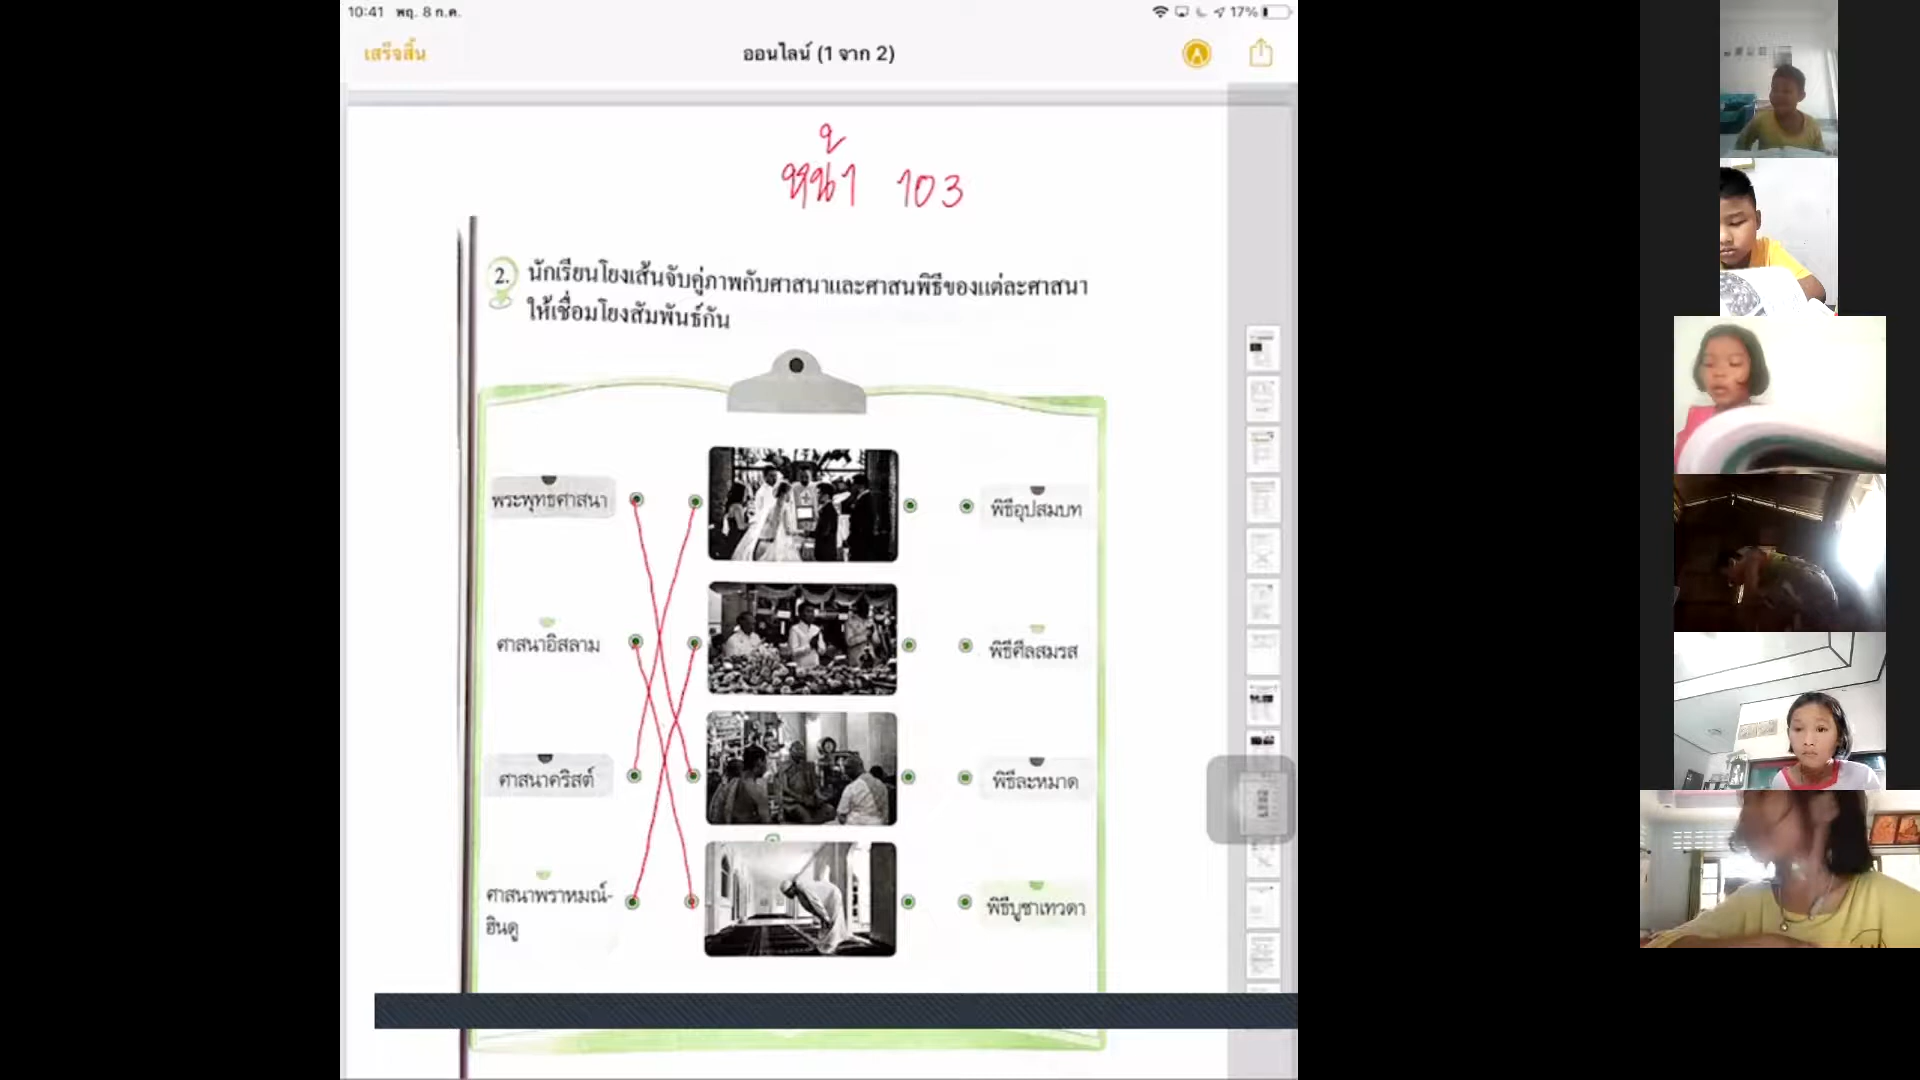 10:41 พฤ. 8 ก.ค.
17%
เสร็จสิ้น
ออนไลน์ (1 จาก 2)
หน้า 103
2. นักเรียนโยงเส้นจับคู่ภาพกับศาสนาและศาสนพิธีของแต่ละศาสนา
ให้เชื่อมโยงสัมพันธ์กัน
พระพุทธศาสนา
พิธีอุปสมบท
ศาสนาอิสลาม
พิธีศีลสมรส
ศาสนาคริสต์
พิธีละหมาด
ศาสนาพราหมณ์-
ฮินดู
พิธีบูชาเทวดา